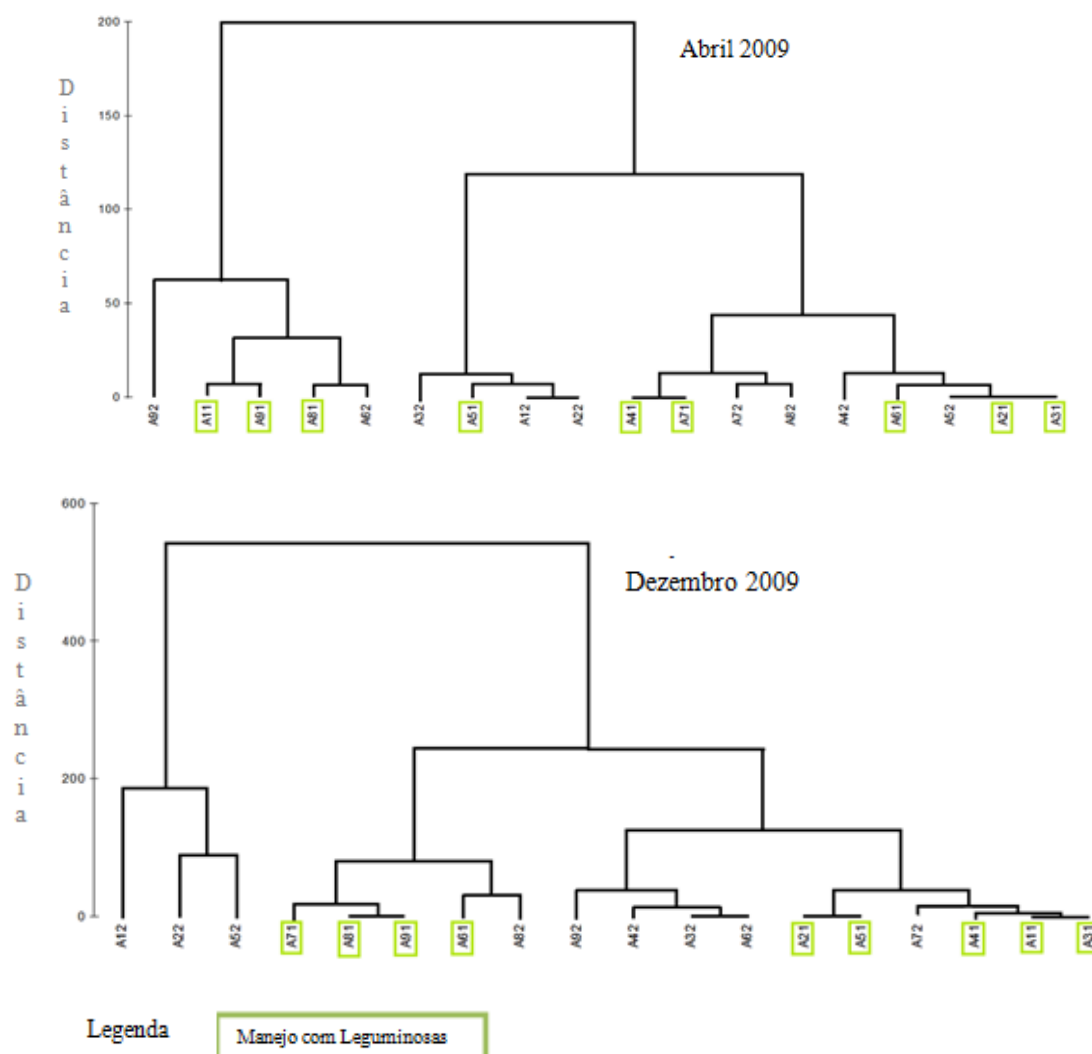 Abril 2009
Distância
200
150
100
50
0
A92 A11 A91 A81 A62 A32 A51 A12 A22 A41 A71 A72 A82 A42 A61 A52 A21 A31
Dezembro 2009
Distância
600
400
200
0
A12 A22 A52 A71 A81 A91 A61 A82 A92 A42 A32 A62 A21 A51 A72 A41 A11 A31
Legenda
Manejo com Leguminosas